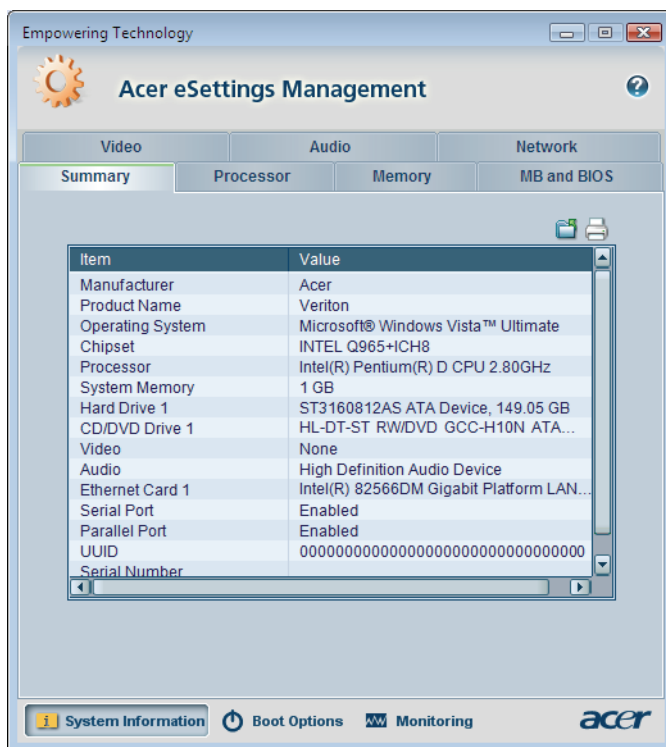 Empowering Technology
Acer eSettings Management
Video Audio Network
Summary Processor Memory MB and BIOS
Item Value
Manufacturer Acer
Product Name Veriton
Operating System Microsoft® Windows Vista™ Ultimate
Chipset INTEL Q965+ICH8
Processor Intel(R) Pentium(R) D CPU 2.80GHz
System Memory 1 GB
Hard Drive 1 ST3160812AS ATA Device, 149.05 GB
CD/DVD Drive 1 HL-DT-ST RW/DVD GCC-H10N ATA...
Video None
Audio High Definition Audio Device
Ethernet Card 1 Intel(R) 82566DM Gigabit Platform LAN...
Serial Port Enabled
Parallel Port Enabled
UUID 00000000000000000000000000000000
Serial Number
System Information Boot Options Monitoring acer